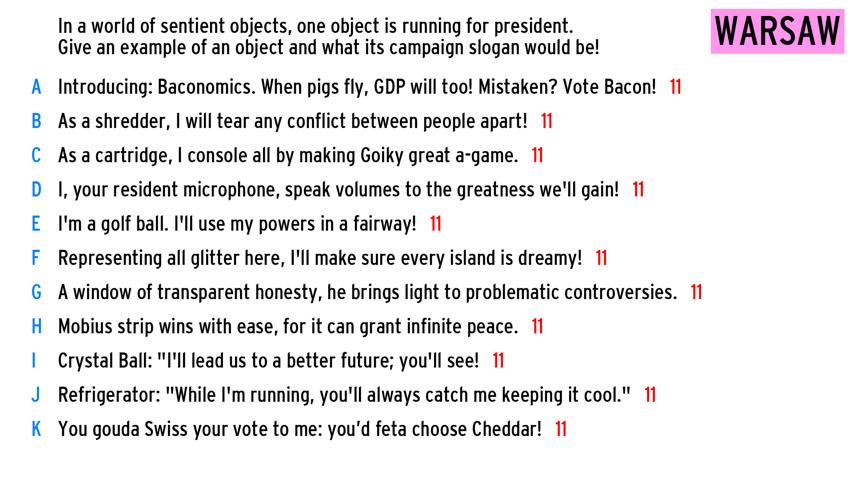 In a world of sentient objects, one object is running for president.
Give an example of an object and what its campaign slogan would be!
WARSAW
A Introducing: Baconomics. When pigs fly, GDP will too! Mistaken? Vote Bacon! 11
B As a shredder, I will tear any conflict between people apart! 11
C As a cartridge, I console all by making Goiky great a-game. 11
D I, your resident microphone, speak volumes to the greatness we'll gain! 11
E I'm a golf ball. I'll use my powers in a fairway! 11
F Representing all glitter here, I'll make sure every island is dreamy! 11
G A window of transparent honesty, he brings light to problematic controversies. 11
H Mobius strip wins with ease, for it can grant infinite peace. 11
I Crystal Ball: "I'll lead us to a better future; you'll see! 11
J Refrigerator: "While I'm running, you'll always catch me keeping it cool." 11
K You gouda Swiss your vote to me: you’d feta choose Cheddar! 11